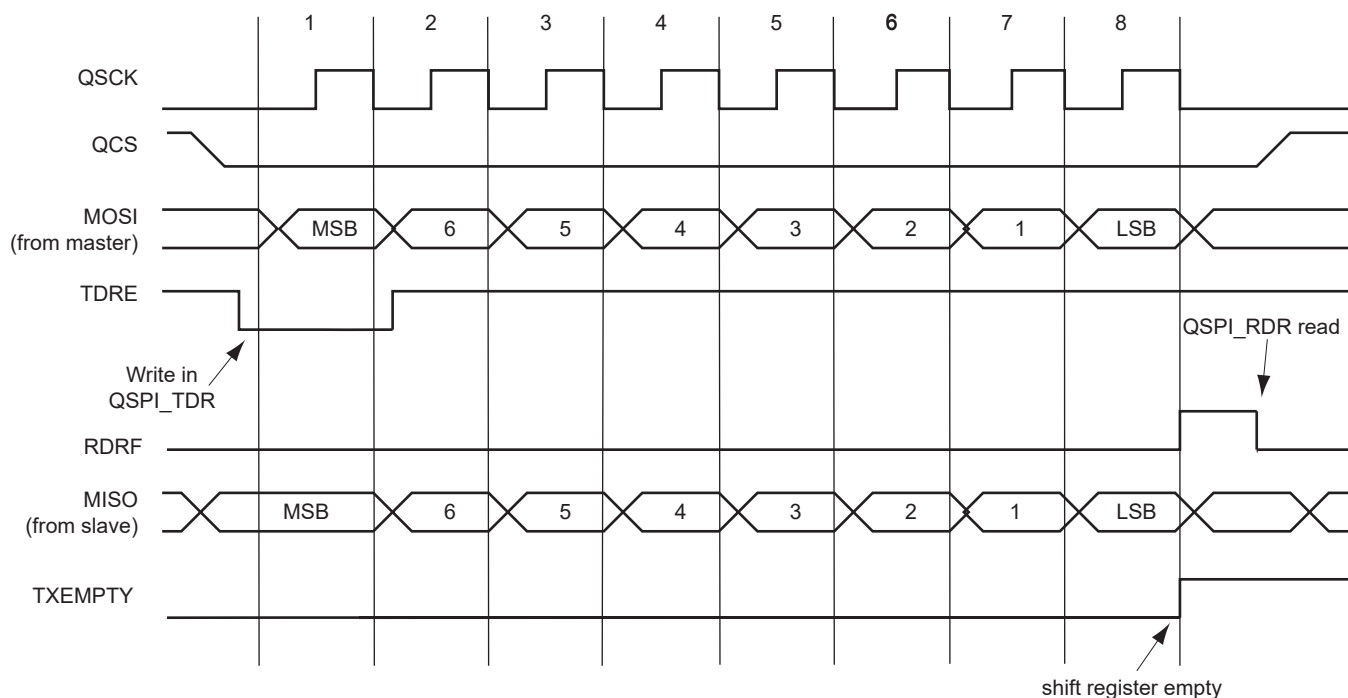 1 2 3 4 5 6 7 8
QSCK
QCS
MOSI
(from master)
MSB 6 5 4 3 2 1 LSB
TDRE
QSPI_RDR read
Write in
QSPI_TDR
RDRF
MISO
(from slave)
MSB 6 5 4 3 2 1 LSB
TXEMPTY
shift register empty